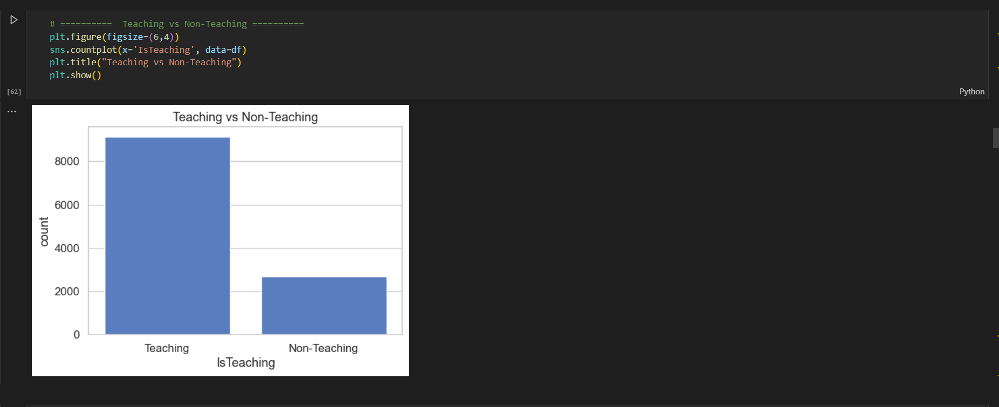 # ==========  Teaching vs Non-Teaching ==========
plt.figure(figsize=(6,4))
sns.countplot(x='IsTeaching', data=df)
plt.title("Teaching vs Non-Teaching")
plt.show()
[62]
Python
...
Teaching vs Non-Teaching
8000
6000
4000
2000
0
count
Teaching Non-Teaching
IsTeaching